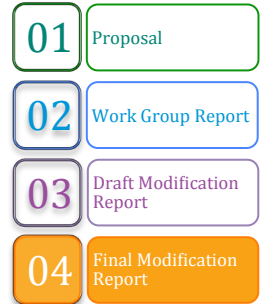 01
Proposal
02
Work Group Report
03
Draft Modification
Report
04
Final Modification
Report